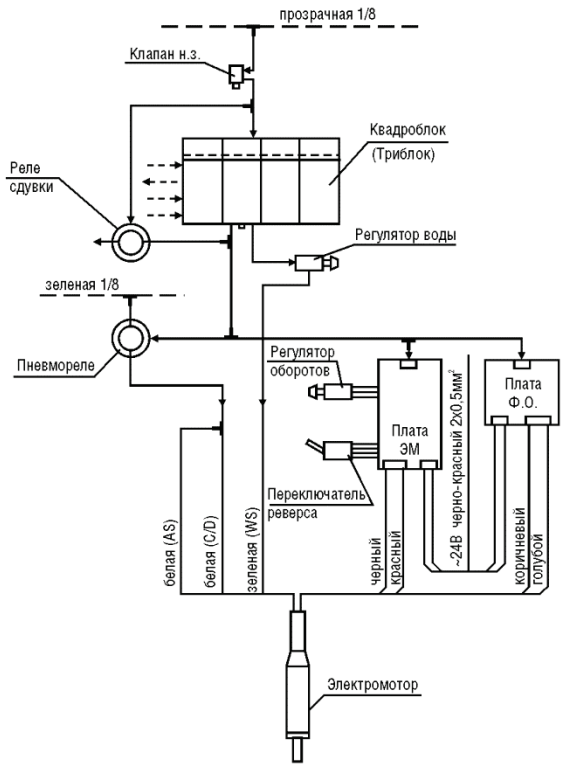 прозрачная 1/8
Клапан н.з.
Квадроблок
(Триблок)
Реле
сдувки
Регулятор воды
зеленая 1/8
Пневмореле
Регулятор
оборотов
Плата
ЭМ
Плата
Ф.О.
Переключатель
реверса
белая (AS)
белая (C/D)
зеленая (WS)
черный
красный
~24В черно-красный 2х0,5мм²
коричневый
голубой
Электромотор